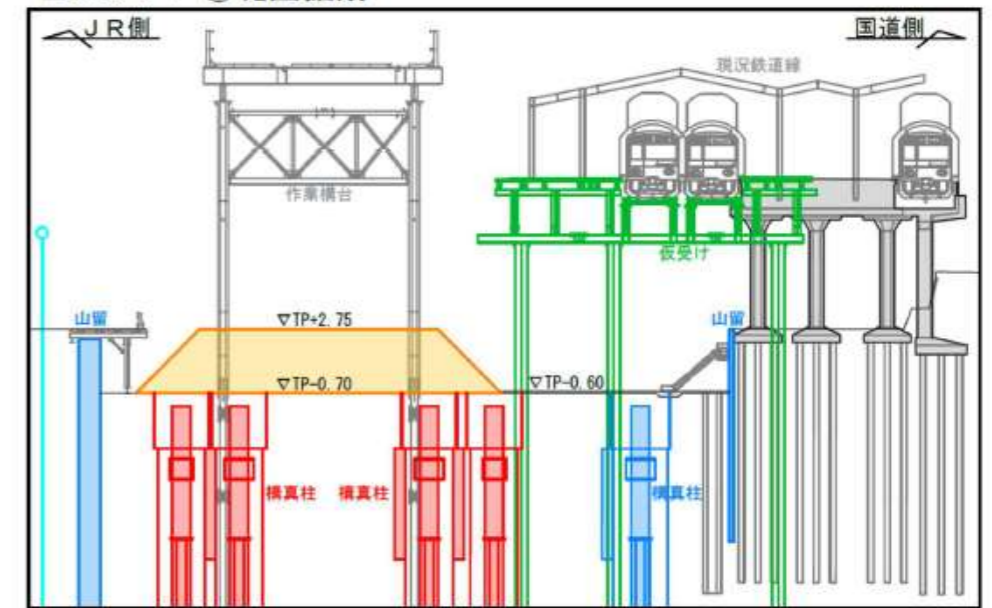 JR側
国道側
現況鉄道線
作業構台
仮受け
山留
▽TP+2.75
山留
▽TP-0.70
▽TP-0.60
構真柱
構真柱
構真柱